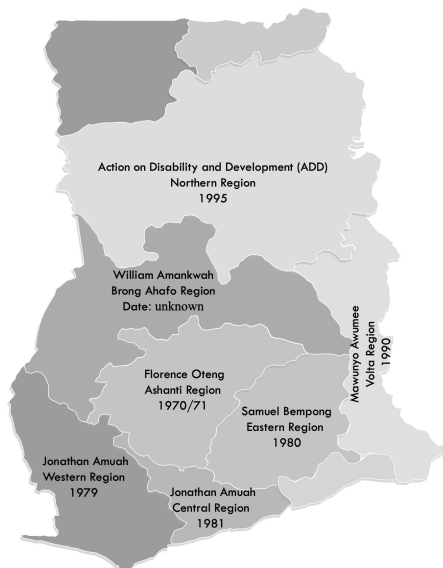 Action on Disability and Development (ADD)
Northern Region
1995
William Amankwah
Brong Ahafo Region
Date: unknown
Florence Oteng
Ashanti Region
1970/71
Mawunyo Awumee
Volta Region
1990
Samuel Bempong
Eastern Region
1980
Jonathan Amuah
Western Region
1979
Jonathan Amuah
Central Region
1981